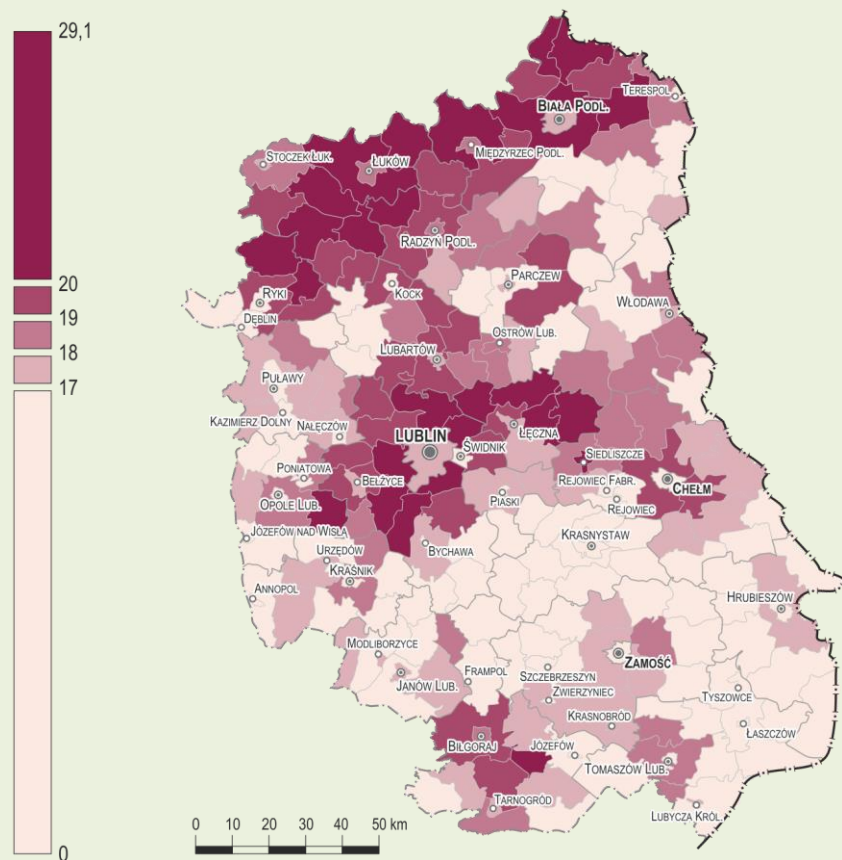 29,1
20
19
18
17
0
TERESPOL
BIAŁA PODL.
MIĘDZYRZEC PODL.
STOCZEK ŁUK.
ŁUKÓW
RADZYŃ PODL.
PARCZEW
KOCK
RYKI
DĘBLIN
WŁODAWA
OSTRÓW LUB.
LUBARTÓW
PUŁAWY
KAZIMIERZ DOLNY
NAŁĘCZÓW
LUBLIN
ŚWIDNIK
ŁĘCZNA
SIEDLISZCZE
PONIATOWA
BEŁŻYCE
REJOWIEC FABR.
CHEŁM
OPOLE LUB.
PIASKI
REJOWIEC
JÓZEFÓW NAD WISŁĄ
BYCHAWA
KRASNYSTAW
URZĘDÓW
KRAŚNIK
ANNOPOL
HRUBIESZÓW
MODLIBORZYCE
ZAMOŚĆ
JANÓW LUB.
FRAMPOL
SZCZEBRZESZYN
ZWIERZYNIEC
TYSZOWCE
KRASNOBRÓD
ŁASZCZÓW
BIŁGORAJ
JÓZEFÓW
TOMASZÓW LUB.
TARNOGRÓD
LUBYCZA KRÓL.
0 10 20 30 40 50 km